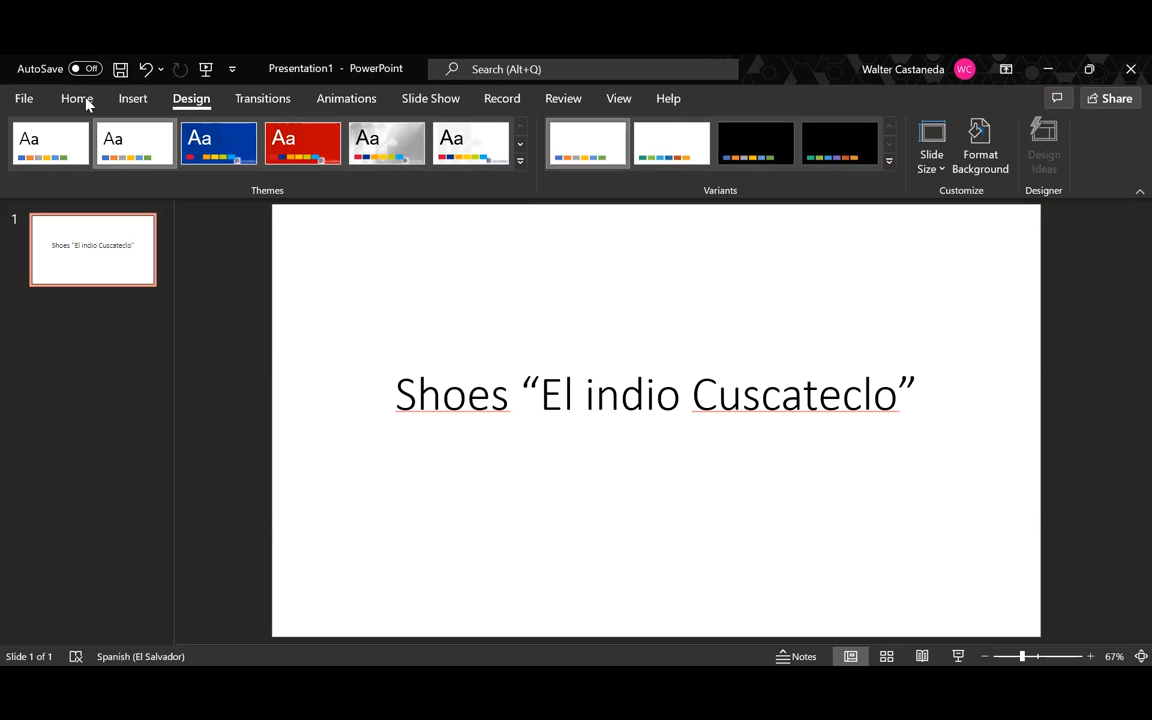 AutoSave Off Presentation1 - PowerPoint Search (Alt+Q) Walter Castaneda WC
File Home Insert Design Transitions Animations Slide Show Record Review View Help Share
Aa Aa Aa Aa Aa Aa
Slide Size Format Background Design Ideas
Themes Variants Customize Designer
1
Shoes “El indio Cuscateclo”
Shoes “El indio Cuscateclo”
Slide 1 of 1 Spanish (El Salvador) Notes 67%